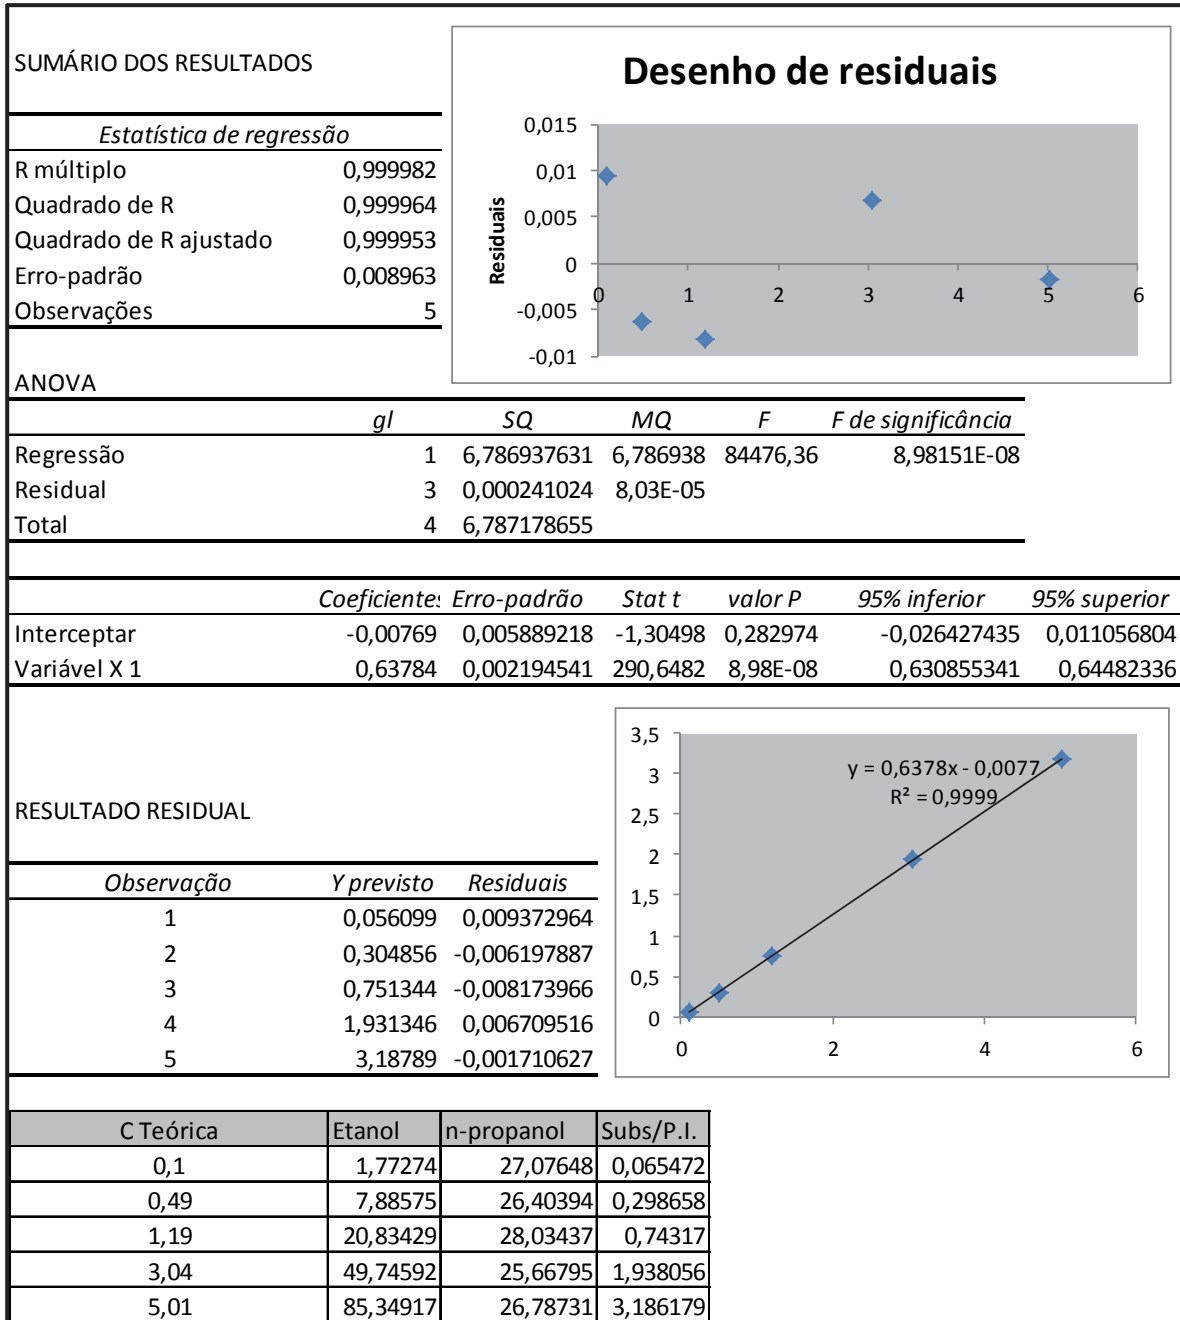 SUMÁRIO DOS RESULTADOS
Estatística de regressão
R múltiplo 0,999982
Quadrado de R 0,999964
Quadrado de R ajustado 0,999953
Erro-padrão 0,008963
Observações 5
Desenho de residuais
Residuais
0,015
0,01
0,005
0
-0,005
-0,01
0 1 2 3 4 5 6
ANOVA
gl SQ MQ F F de significância
Regressão 1 6,786937631 6,786938 84476,36 8,98151E-08
Residual 3 0,000241024 8,03E-05
Total 4 6,787178655
Coeficientes Erro-padrão Stat t valor P 95% inferior 95% superior
Interceptar -0,00769 0,005889218 -1,30498 0,282974 -0,026427435 0,011056804
Variável X 1 0,63784 0,002194541 290,6482 8,98E-08 0,630855341 0,64482336
RESULTADO RESIDUAL
Observação Y previsto Residuais
1 0,056099 0,009372964
2 0,304856 -0,006197887
3 0,751344 -0,008173966
4 1,931346 0,006709516
5 3,18789 -0,001710627
3,5
3
2,5
2
1,5
1
0,5
0
0 2 4 6
y = 0,6378x - 0,0077
R² = 0,9999
C Teórica Etanol n-propanol Subs/P.I.
0,1 1,77274 27,07648 0,065472
0,49 7,88575 26,40394 0,298658
1,19 20,83429 28,03437 0,74317
3,04 49,74592 25,66795 1,938056
5,01 85,34917 26,78731 3,186179